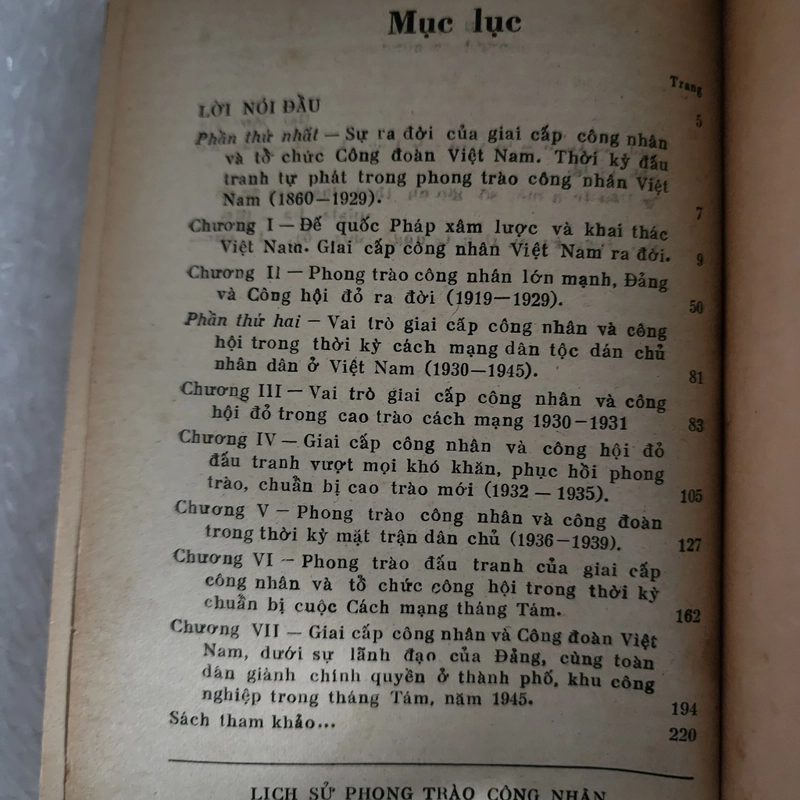 Mục lục
Trang
LỜI NÓI ĐẦU 5
Phần thứ nhất — Sự ra đời của giai cấp công nhân
và tổ chức Công đoàn Việt Nam. Thời kỳ đấu
tranh tự phát trong phong trào công nhân Việt
Nam (1860—1929). 7
Chương I — Đế quốc Pháp xâm lược và khai thác
Việt Nam. Giai cấp công nhân Việt Nam ra đời. 9
Chương II — Phong trào công nhân lớn mạnh, Đảng
và Công hội đỏ ra đời (1919—1929). 50
Phần thứ hai — Vai trò giai cấp công nhân và công
hội trong thời kỳ cách mạng dân tộc dân chủ
nhân dân ở Việt Nam (1930—1945). 81
Chương III — Vai trò giai cấp công nhân và công
hội đỏ trong cao trào cách mạng 1930—1931 83
Chương IV — Giai cấp công nhân và công hội đỏ
đấu tranh vượt mọi khó khăn, phục hồi phong
trào, chuẩn bị cao trào mới (1932 — 1935). 105
Chương V — Phong trào công nhân và công đoàn
trong thời kỳ mặt trận dân chủ (1936—1939). 127
Chương VI — Phong trào đấu tranh của giai cấp
công nhân và tổ chức công hội trong thời kỳ
chuẩn bị cuộc Cách mạng tháng Tám. 162
Chương VII — Giai cấp công nhân và Công đoàn Việt
Nam, dưới sự lãnh đạo của Đảng, cùng toàn
dân giành chính quyền ở thành phố, khu công
nghiệp trong tháng Tám, năm 1945. 194
Sách tham khảo... 220
LỊCH SỬ PHONG TRÀO CÔNG NHÂN